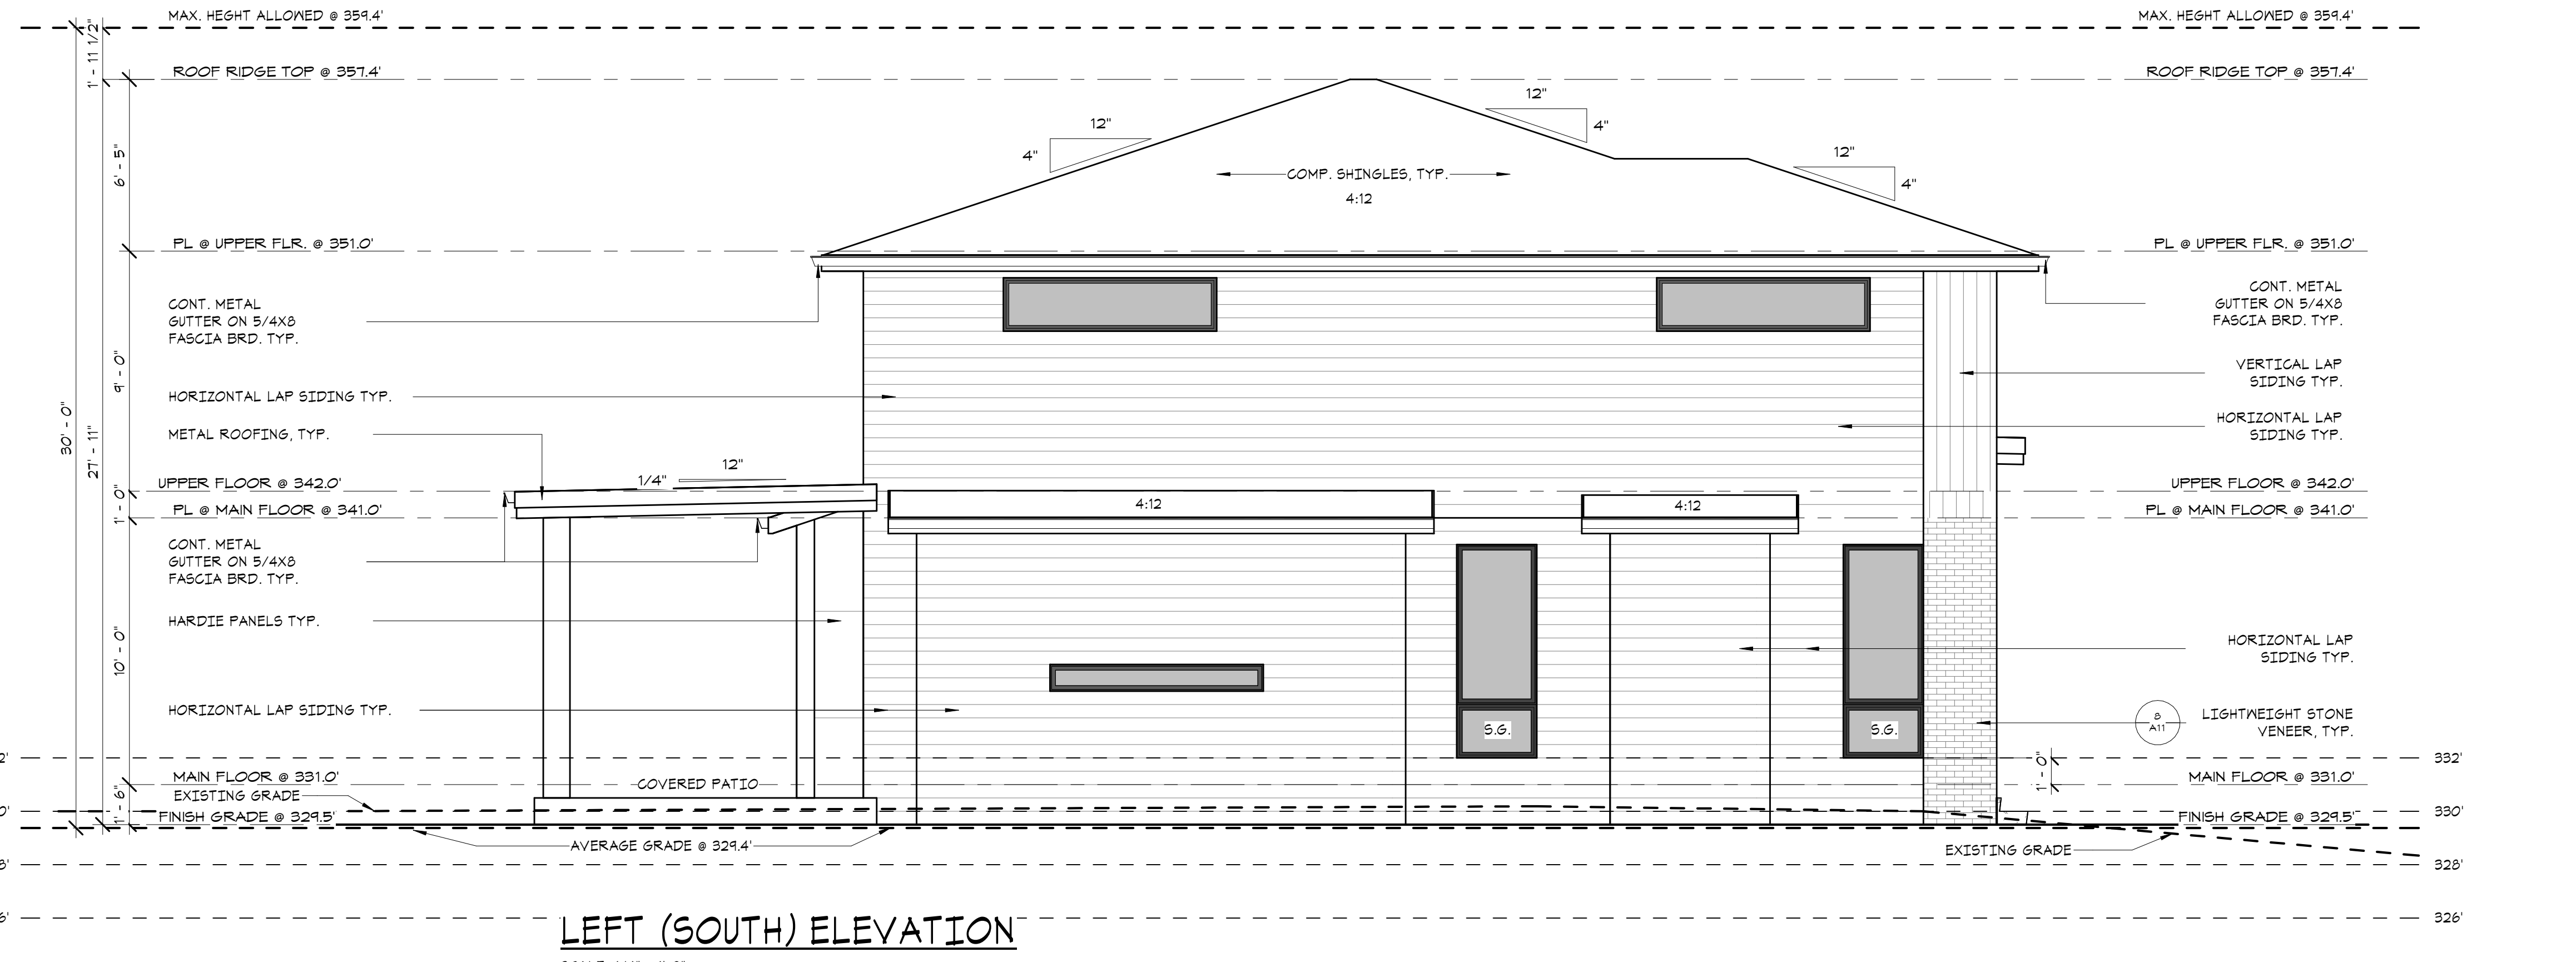 MAX. HEGHT ALLOWED @ 359.4'
MAX. HEGHT ALLOWED @ 359.4'
1' - 11 1/2"
ROOF RIDGE TOP @ 357.4'
ROOF RIDGE TOP @ 357.4'
12"
4"
12"
4"
12"
4"
6' - 5"
COMP. SHINGLES, TYP.
4:12
PL @ UPPER FLR. @ 351.0'
PL @ UPPER FLR. @ 351.0'
CONT. METAL
GUTTER ON 5/4X8
FASCIA BRD. TYP.
CONT. METAL
GUTTER ON 5/4X8
FASCIA BRD. TYP.
9' - 0"
VERTICAL LAP
SIDING TYP.
HORIZONTAL LAP SIDING TYP.
HORIZONTAL LAP
SIDING TYP.
30' - 0"
27' - 11"
METAL ROOFING, TYP.
12"
1/4"
UPPER FLOOR @ 342.0'
UPPER FLOOR @ 342.0'
1' - 0"
4:12
4:12
PL @ MAIN FLOOR @ 341.0'
PL @ MAIN FLOOR @ 341.0'
CONT. METAL
GUTTER ON 5/4X8
FASCIA BRD. TYP.
HARDIE PANELS TYP.
10' - 0"
HORIZONTAL LAP
SIDING TYP.
HORIZONTAL LAP SIDING TYP.
8
A11
LIGHTWEIGHT STONE
VENEER, TYP.
S.G.
S.G.
2'
332'
1' - 0"
MAIN FLOOR @ 331.0'
COVERED PATIO
MAIN FLOOR @ 331.0'
EXISTING GRADE
1' - 6"
0'
330'
FINISH GRADE @ 329.5'
FINISH GRADE @ 329.5'
AVERAGE GRADE @ 329.4'
EXISTING GRADE
8'
328'
6'
326'
LEFT (SOUTH) ELEVATION